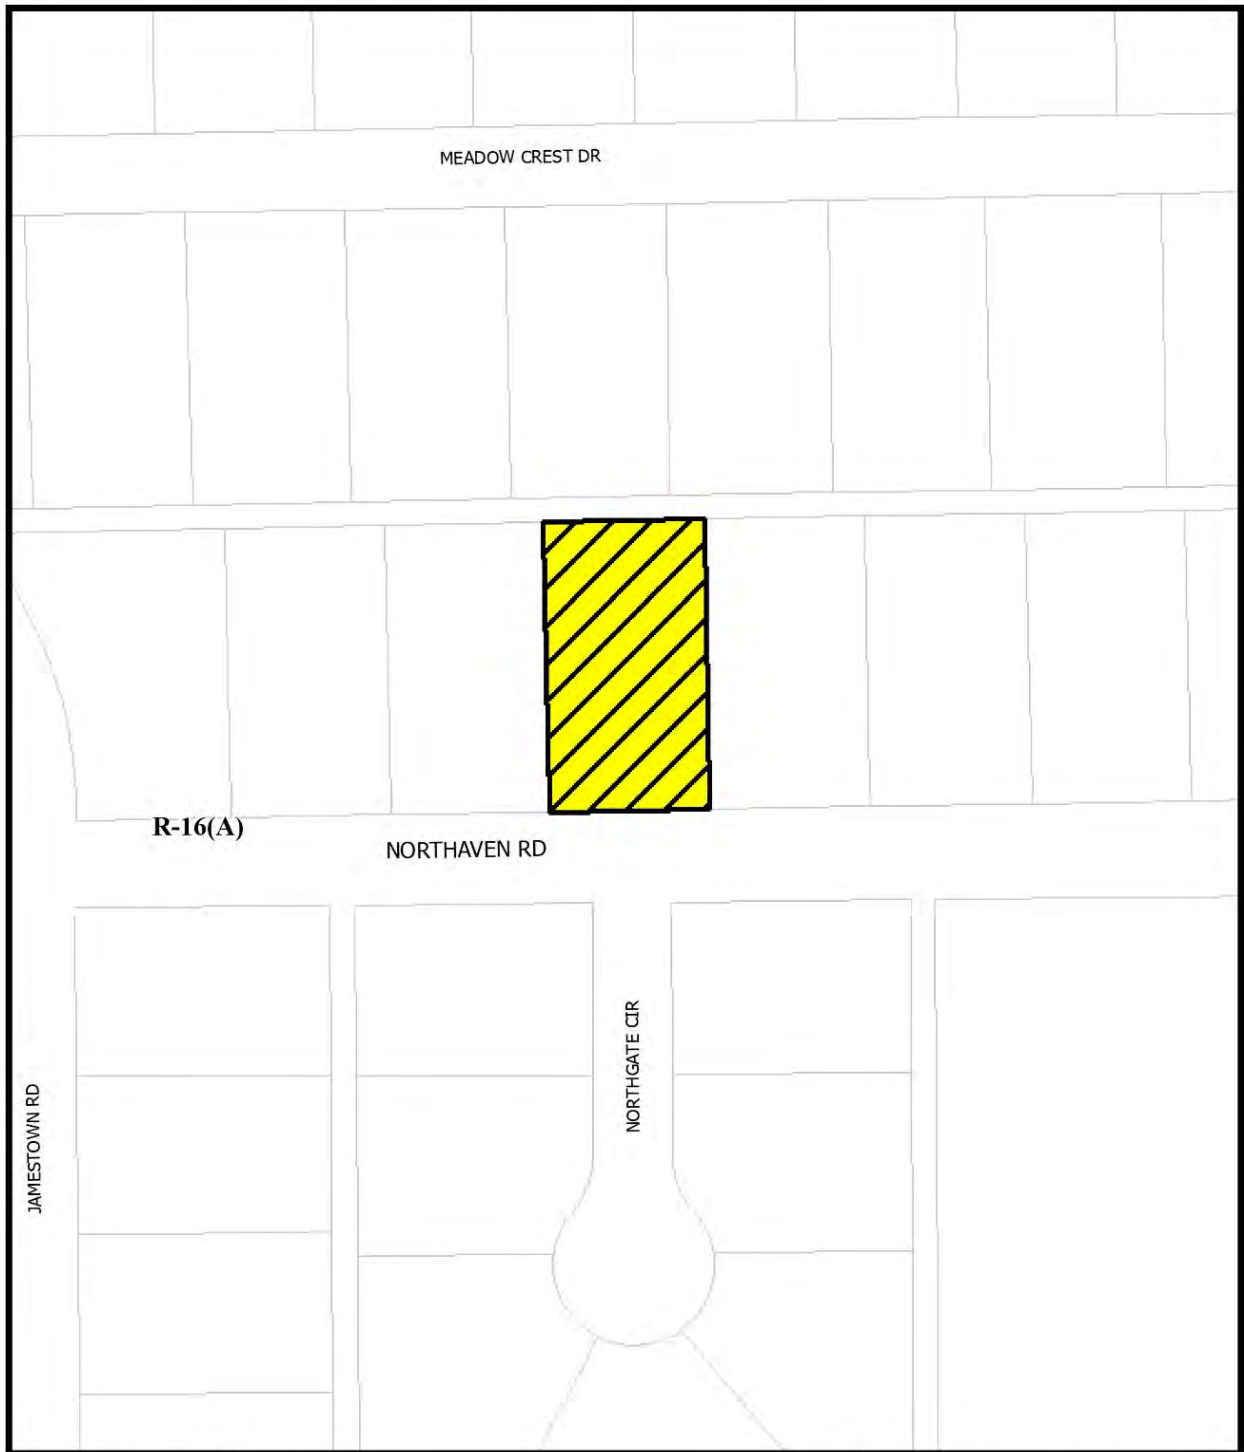 MEADOW CREST DR
R-16(A)
NORTHAVEN RD
NORTHGATE CIR
JAMESTOWN RD